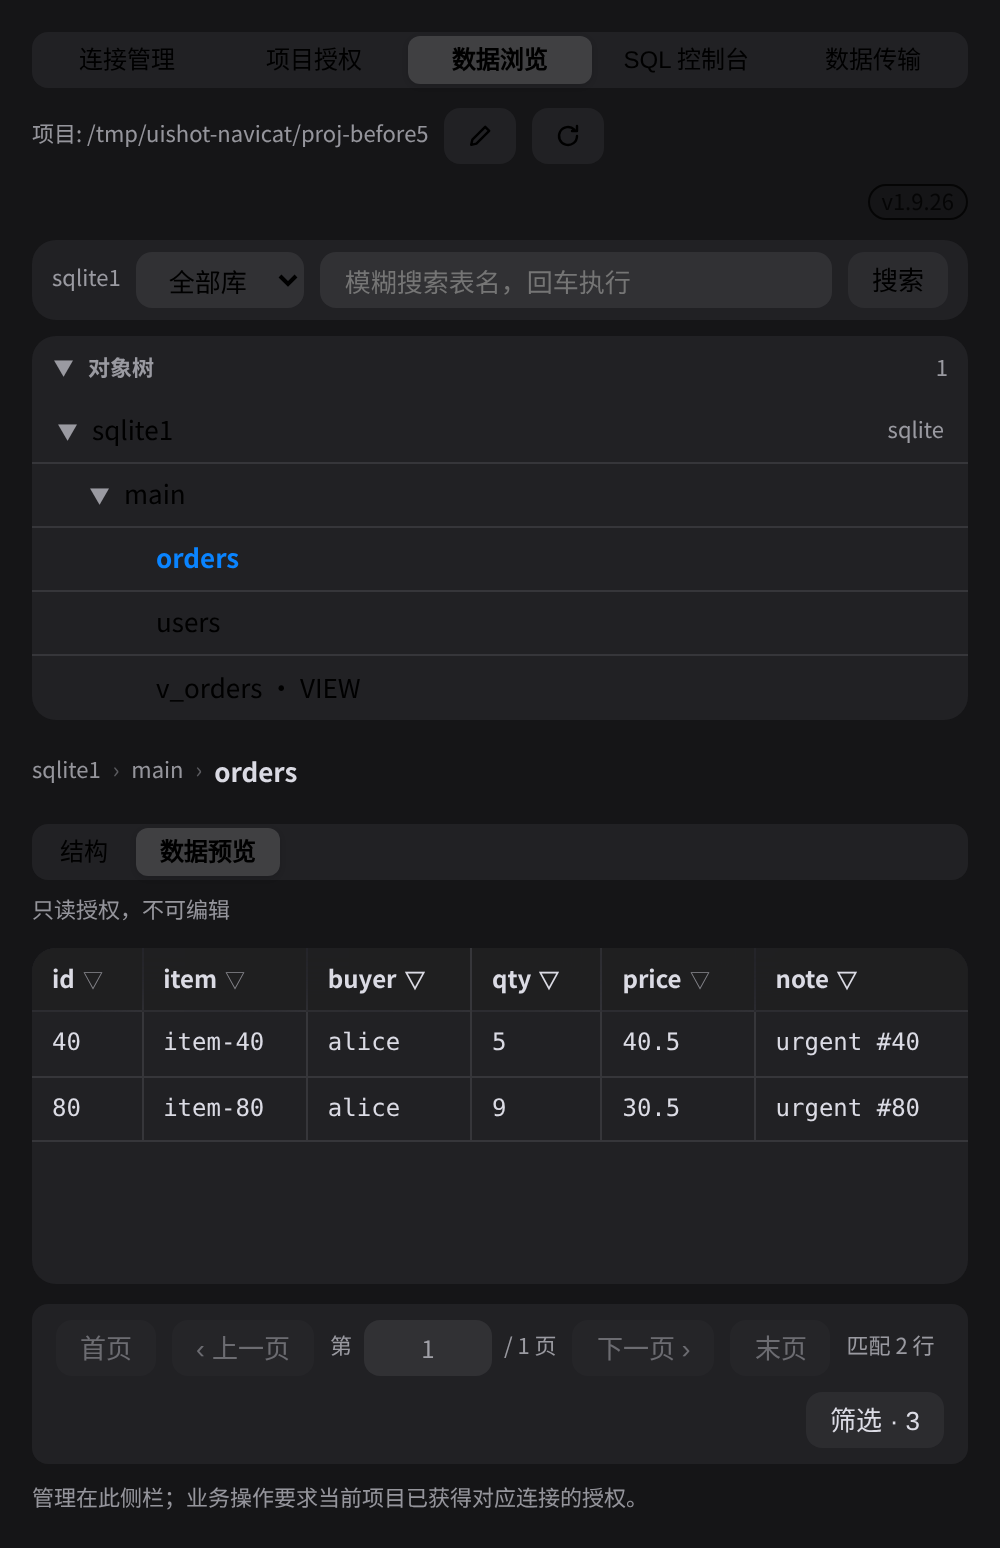 连接管理 项目授权 数据浏览 SQL 控制台 数据传输
项目: /tmp/uishot-navicat/proj-before5
v1.9.26
sqlite1 全部库 模糊搜索表名，回车执行 搜索
▼ 对象树 1
▼ sqlite1 sqlite
▼ main
orders
users
v_orders · VIEW
sqlite1 › main › orders
结构 数据预览
只读授权，不可编辑
id ▽ item ▽ buyer ▽ qty ▽ price ▽ note ▽
40 item-40 alice 5 40.5 urgent #40
80 item-80 alice 9 30.5 urgent #80
首页 ‹ 上一页 第 1 / 1 页 下一页 › 末页 匹配 2 行
筛选 · 3
管理在此侧栏；业务操作要求当前项目已获得对应连接的授权。